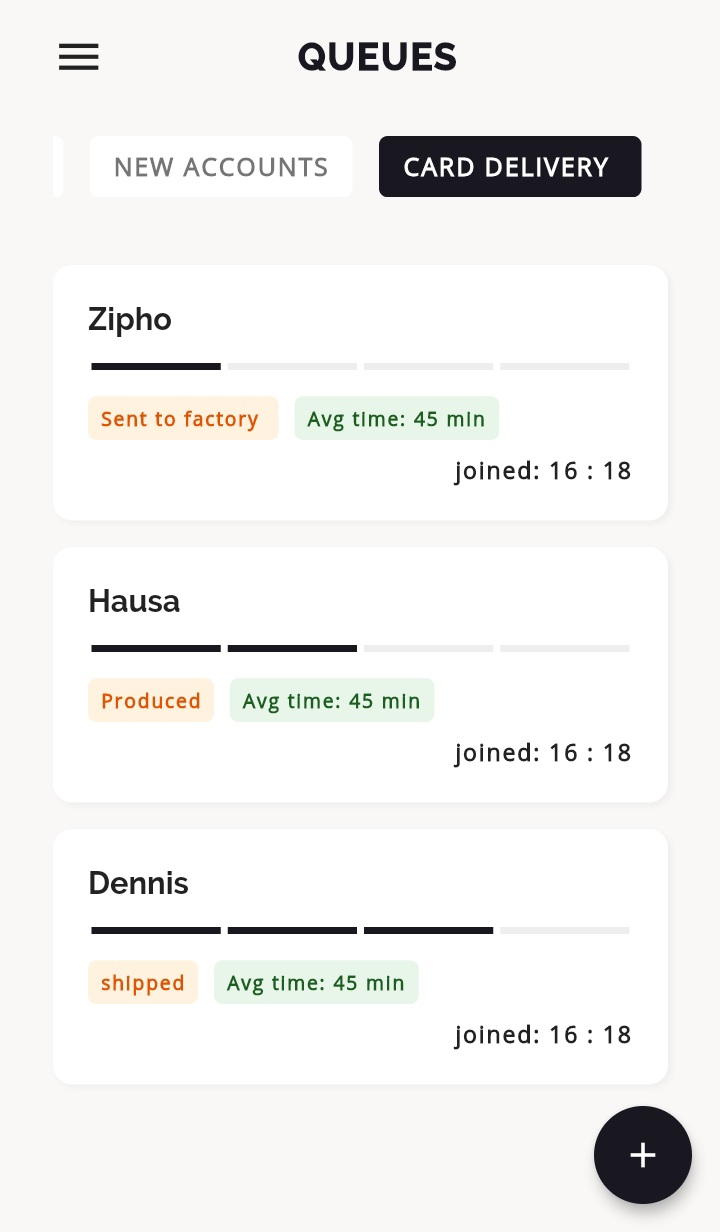 QUEUES
NEW ACCOUNTS
CARD DELIVERY
Zipho
Sent to factory
Avg time: 45 min
joined: 16 : 18
Hausa
Produced
Avg time: 45 min
joined: 16 : 18
Dennis
shipped
Avg time: 45 min
joined: 16 : 18